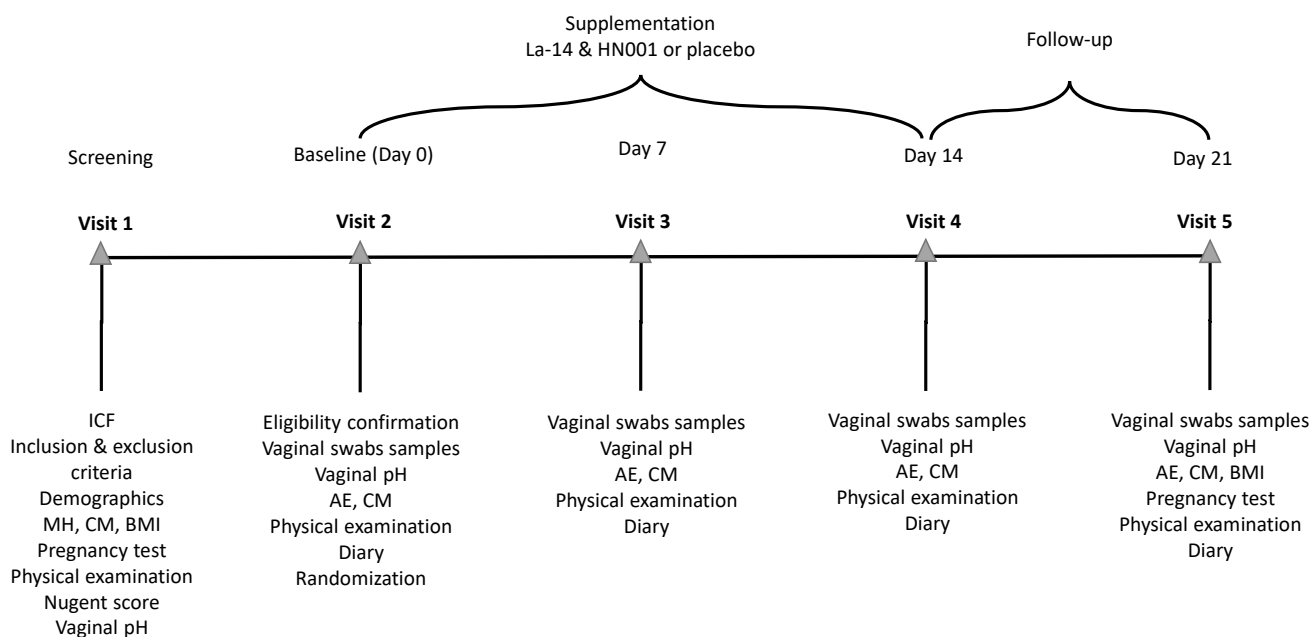 Supplementation
La-14 & HN001 or placebo
Follow-up
Screening
Baseline (Day 0)
Day 7
Day 14
Day 21
Visit 1
Visit 2
Visit 3
Visit 4
Visit 5
ICF
Inclusion & exclusion
criteria
Demographics
MH, CM, BMI
Pregnancy test
Physical examination
Nugent score
Vaginal pH
Eligibility confirmation
Vaginal swabs samples
Vaginal pH
AE, CM
Physical examination
Diary
Randomization
Vaginal swabs samples
Vaginal pH
AE, CM
Physical examination
Diary
Vaginal swabs samples
Vaginal pH
AE, CM
Physical examination
Diary
Vaginal swabs samples
Vaginal pH
AE, CM, BMI
Pregnancy test
Physical examination
Diary